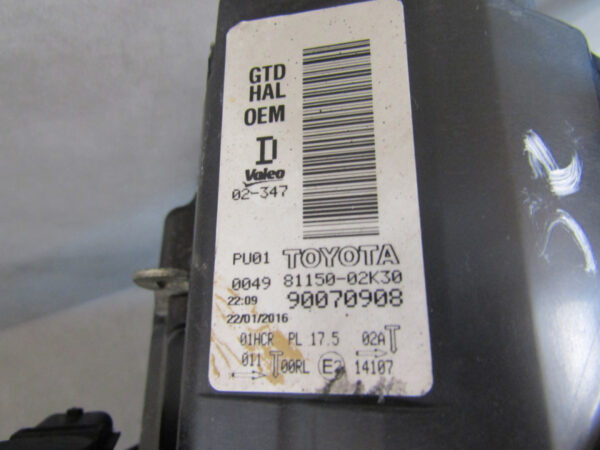 GTD
HAL
OEM
D
Valeo
02-347
PU01 TOYOTA
0049 81150-02K30
22:09 90070908
22/01/2016
01HCR PL 17.5 02A T
011 T00RL E2 14107